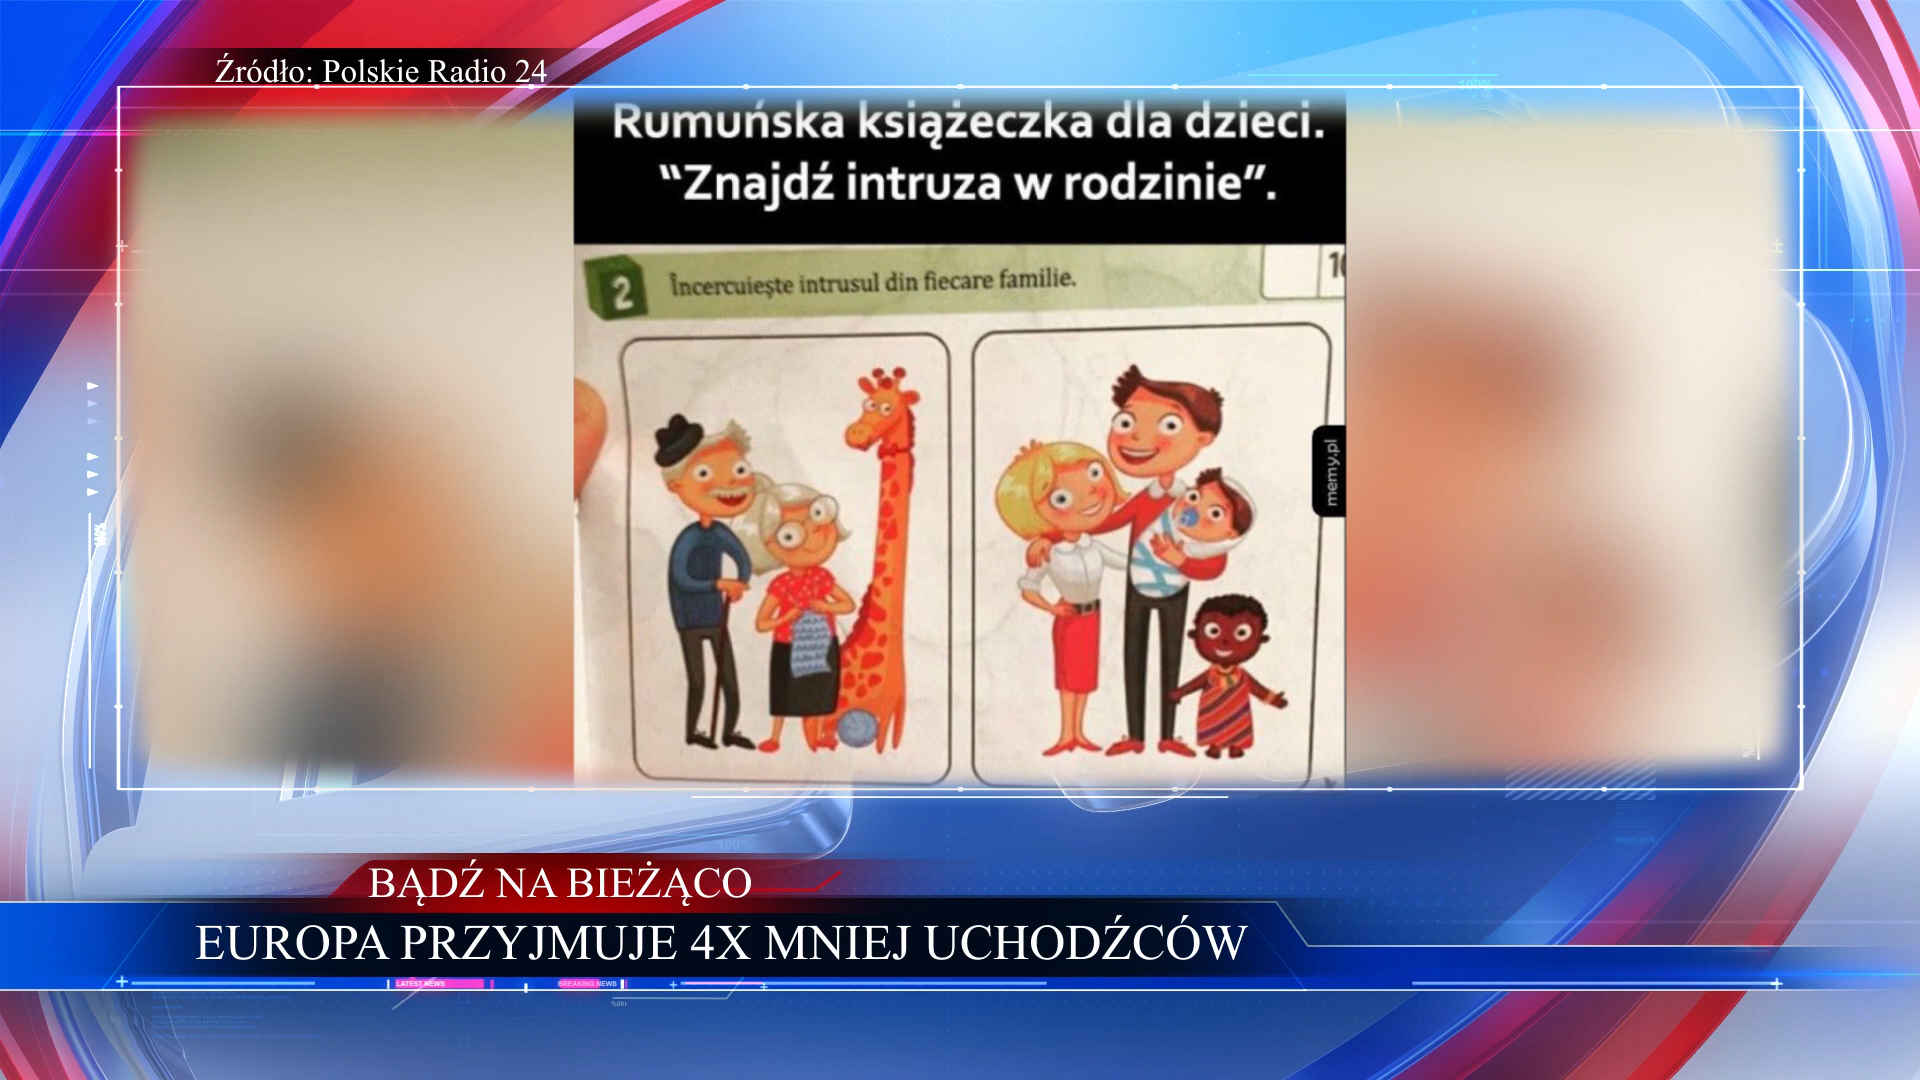 Źródło: Polskie Radio 24
Rumuńska książeczka dla dzieci.
“Znajdź intruza w rodzinie”.
2
Încercuiește intrusul din fiecare familie.
memy.pl
BĄDŹ NA BIEŻĄCO
EUROPA PRZYJMUJE 4X MNIEJ UCHODŹCÓW
LATEST NEWS
BREAKING NEWS